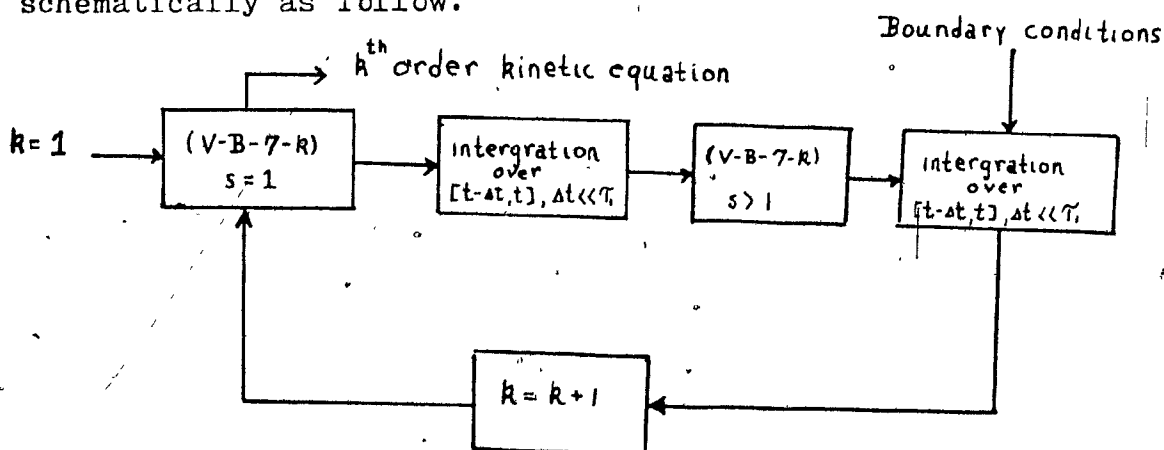 schematically as follow.
Boundary conditions
kth order kinetic equation
k = 1
(V-B-7-k)
s = 1
intergration
over
[t-Δt,t], Δt<<τ₁
(V-B-7-k)
s > 1
intergration
over
[t-Δt,t], Δt<<τ₁
k = k + 1